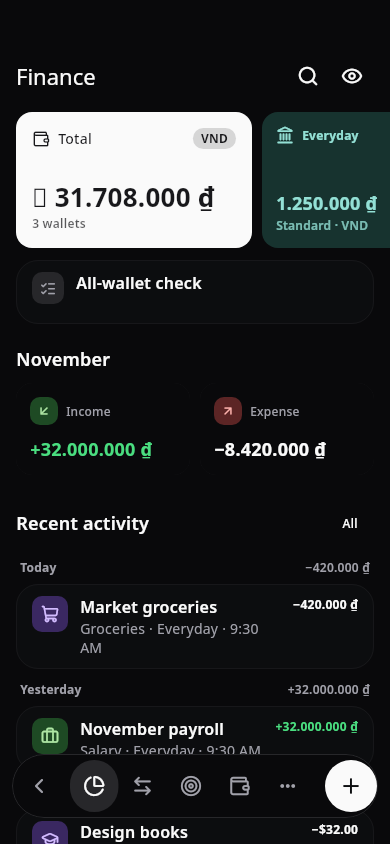 Finance
Total
VND
31.708.000 ₫
3 wallets
Everyday
1.250.000 ₫
Standard · VND
All-wallet check
November
Income
Expense
+32.000.000 ₫
−8.420.000 ₫
Recent activity
All
Today
−420.000 ₫
Market groceries
−420.000 ₫
Groceries · Everyday · 9:30
AM
Yesterday
+32.000.000 ₫
November payroll
+32.000.000 ₫
Salary · Everyday · 9:30 AM
Design books
−$32.00